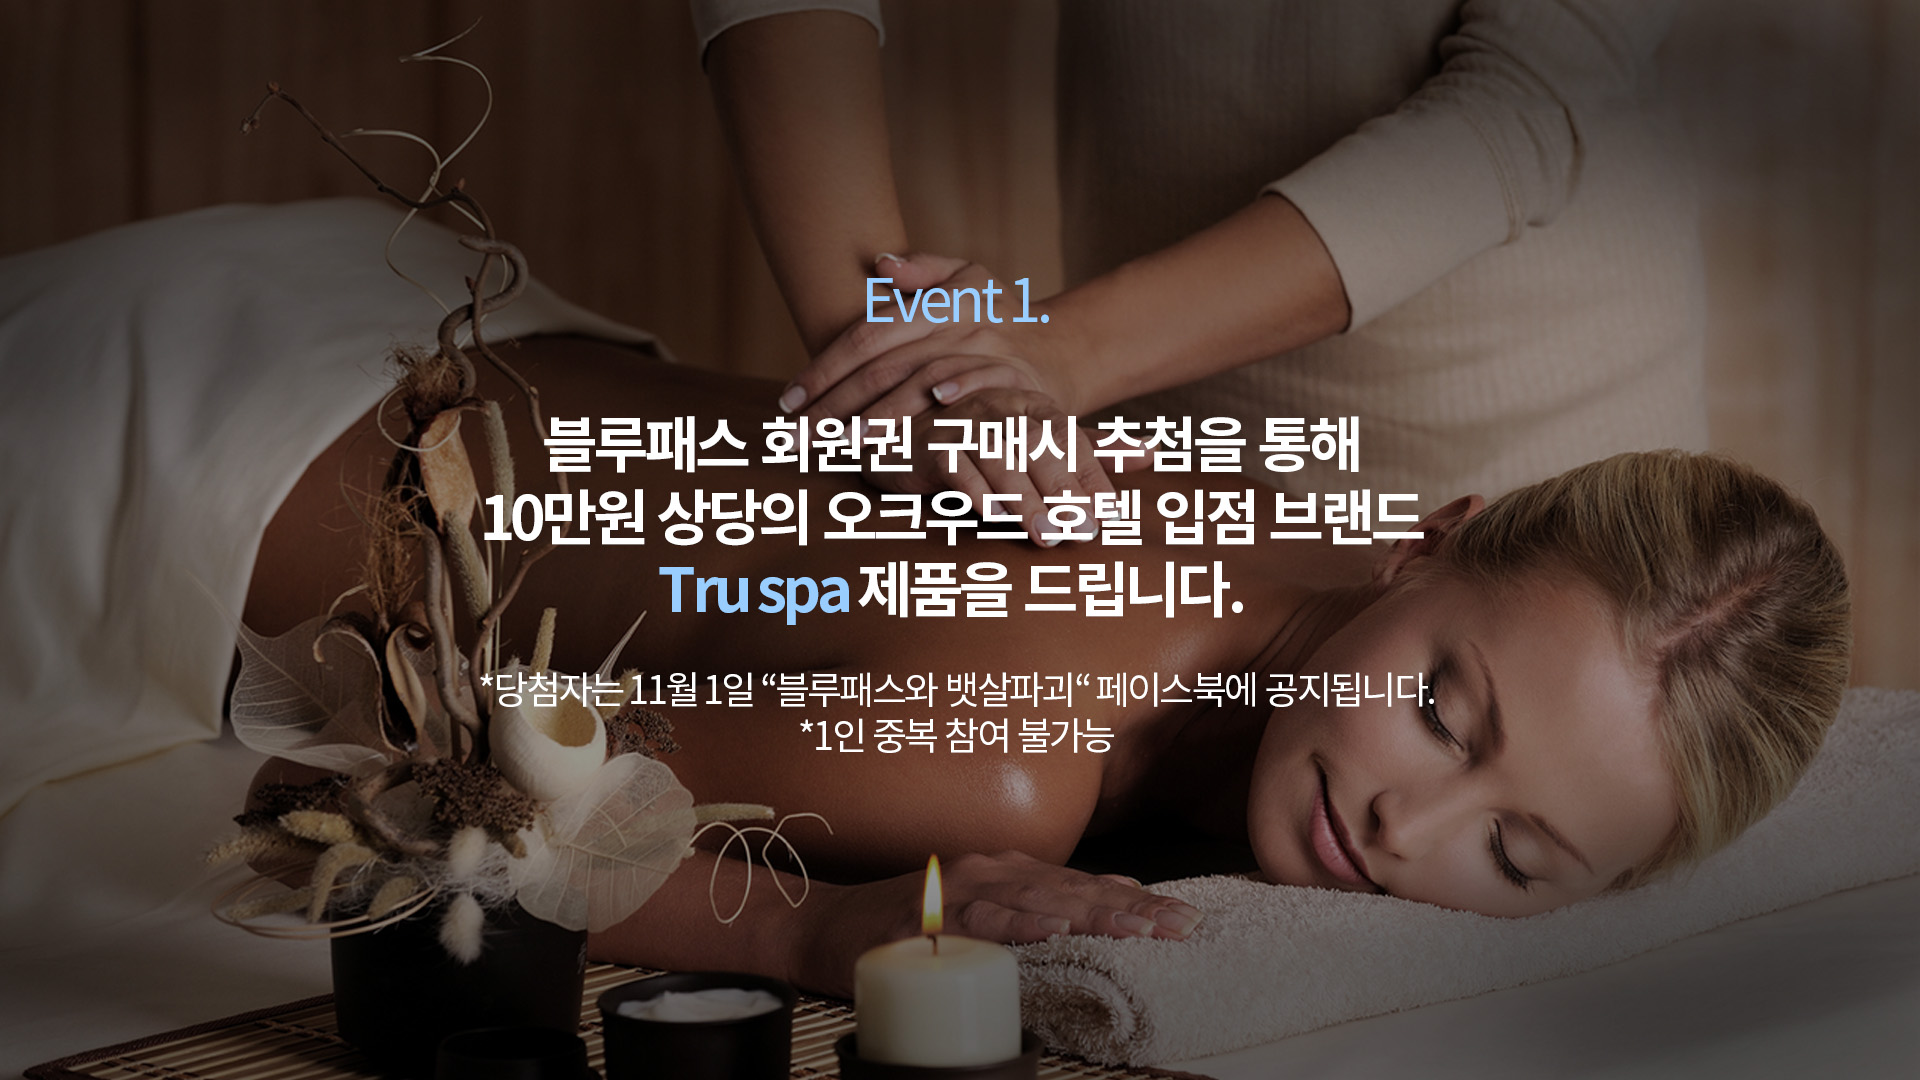 Event 1.
블루패스 회원권 구매시 추첨을 통해
10만원 상당의 오크우드 호텔 입점 브랜드
Tru spa 제품을 드립니다.
*당첨자는 11월 1일 “블루패스와 뱃살파괴“ 페이스북에 공지됩니다.
*1인 중복 참여 불가능